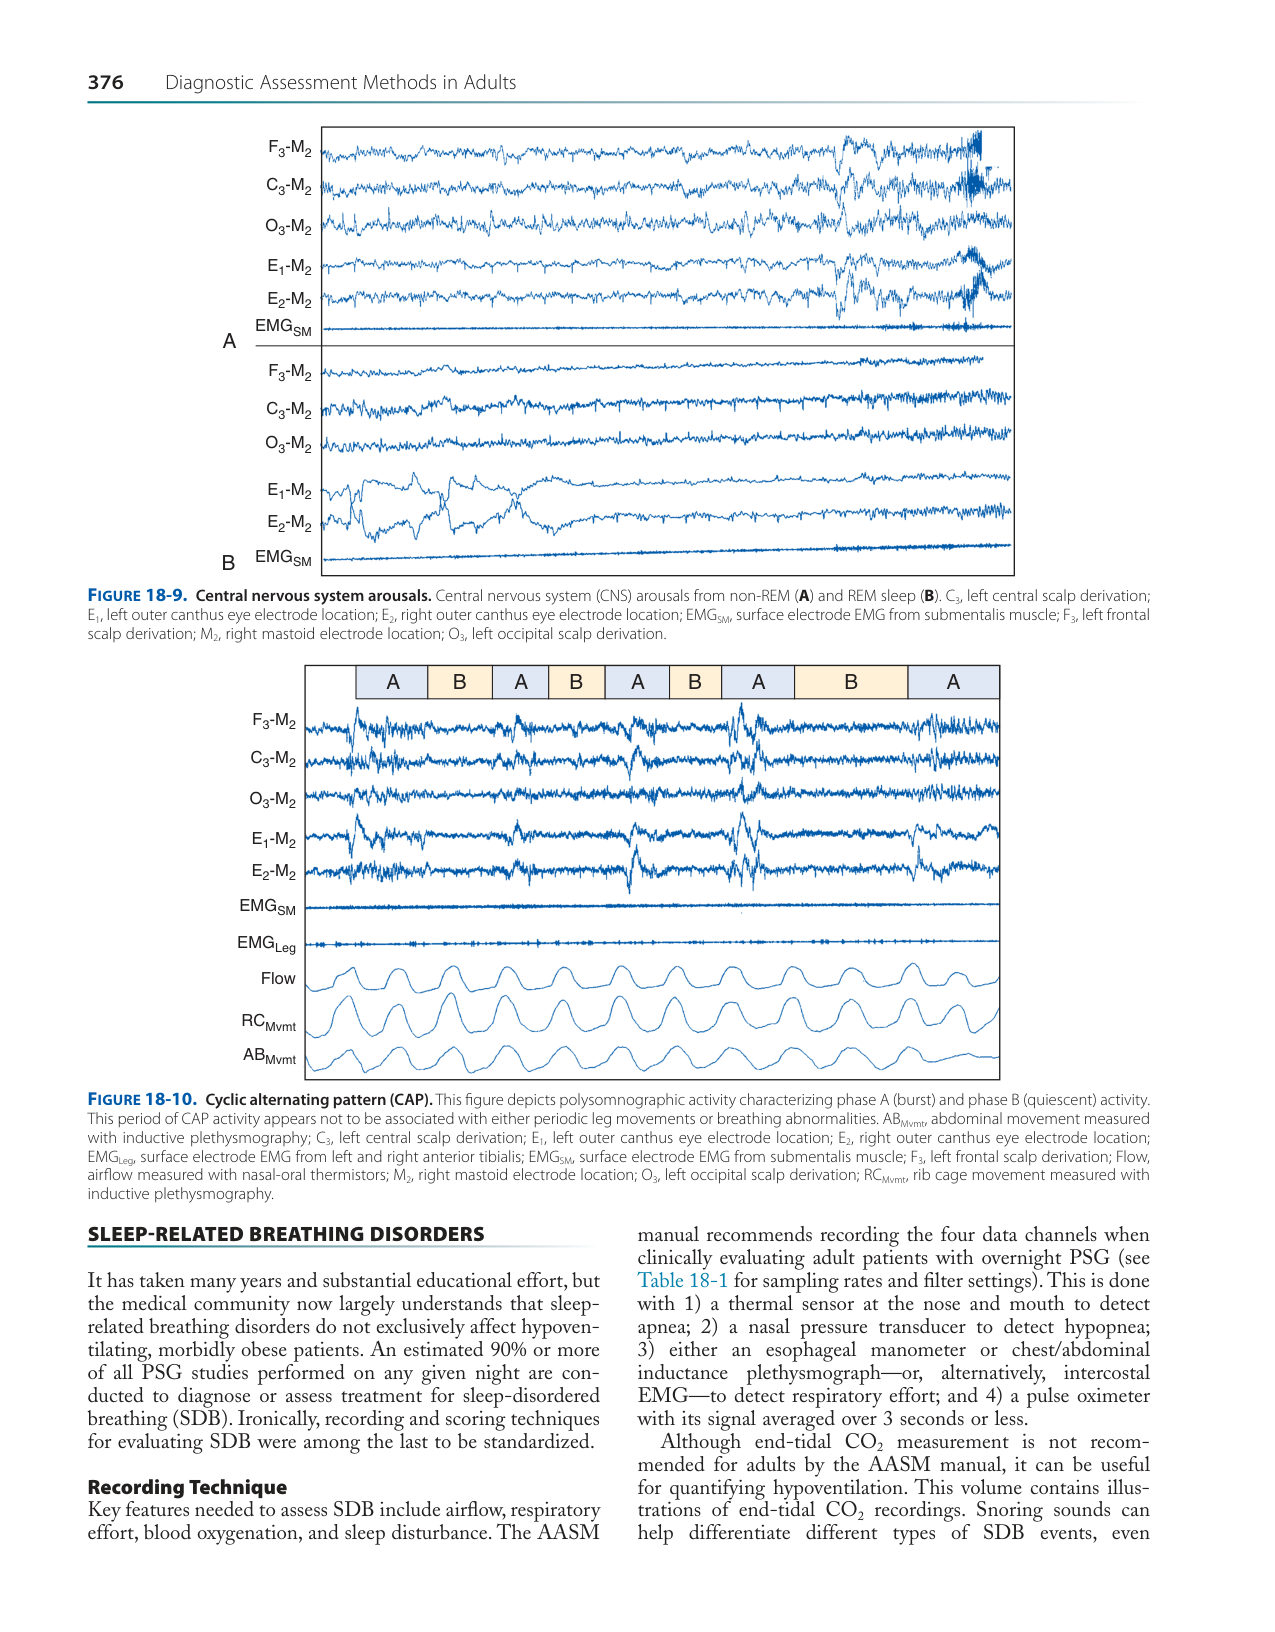 376 Diagnostic Assessment Methods in Adults
F3-M2
C3-M2
O3-M2
E1-M2
E2-M2
EMGSM
A
F3-M2
C3-M2
O3-M2
E1-M2
E2-M2
B EMGSM
FIGURE 18-9. Central nervous system arousals. Central nervous system (CNS) arousals from non-REM (A) and REM sleep (B). C3, left central scalp derivation;
E1, left outer canthus eye electrode location; E2, right outer canthus eye electrode location; EMGSM, surface electrode EMG from submentalis muscle; F3, left frontal
scalp derivation; M2, right mastoid electrode location; O3, left occipital scalp derivation.
A B A B A B A B A
F3-M2
C3-M2
O3-M2
E1-M2
E2-M2
EMGSM
EMGLeg
Flow
RCMvmt
ABMvmt
FIGURE 18-10. Cyclic alternating pattern (CAP). This figure depicts polysomnographic activity characterizing phase A (burst) and phase B (quiescent) activity.
This period of CAP activity appears not to be associated with either periodic leg movements or breathing abnormalities. ABMvmt, abdominal movement measured
with inductive plethysmography; C3, left central scalp derivation; E1, left outer canthus eye electrode location; E2, right outer canthus eye electrode location;
EMGLeg, surface electrode EMG from left and right anterior tibialis; EMGSM, surface electrode EMG from submentalis muscle; F3, left frontal scalp derivation; Flow,
airflow measured with nasal-oral thermistors; M2, right mastoid electrode location; O3, left occipital scalp derivation; RCMvmt, rib cage movement measured with
inductive plethysmography.
SLEEP-RELATED BREATHING DISORDERS
It has taken many years and substantial educational effort, but
the medical community now largely understands that sleep-
related breathing disorders do not exclusively affect hypoven-
tilating, morbidly obese patients. An estimated 90% or more
of all PSG studies performed on any given night are con-
ducted to diagnose or assess treatment for sleep-disordered
breathing (SDB). Ironically, recording and scoring techniques
for evaluating SDB were among the last to be standardized.
Recording Technique
Key features needed to assess SDB include airflow, respiratory
effort, blood oxygenation, and sleep disturbance. The AASM
manual recommends recording the four data channels when
clinically evaluating adult patients with overnight PSG (see
Table 18-1 for sampling rates and filter settings). This is done
with 1) a thermal sensor at the nose and mouth to detect
apnea; 2) a nasal pressure transducer to detect hypopnea;
3) either an esophageal manometer or chest/abdominal
inductance plethysmograph—or, alternatively, intercostal
EMG—to detect respiratory effort; and 4) a pulse oximeter
with its signal averaged over 3 seconds or less.
Although end-tidal CO2 measurement is not recom-
mended for adults by the AASM manual, it can be useful
for quantifying hypoventilation. This volume contains illus-
trations of end-tidal CO2 recordings. Snoring sounds can
help differentiate different types of SDB events, even